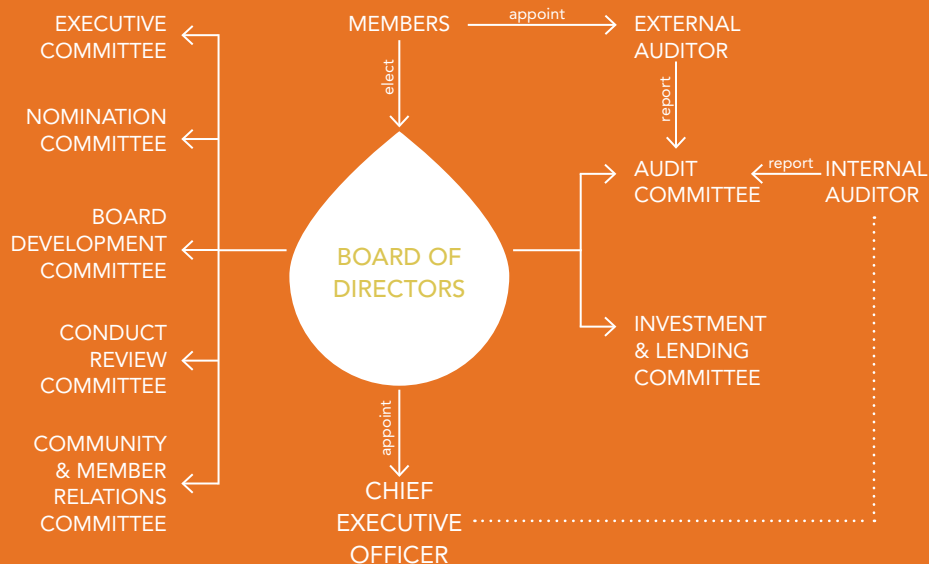 EXECUTIVE
COMMITTEE
NOMINATION
COMMITTEE
BOARD
DEVELOPMENT
COMMITTEE
CONDUCT
REVIEW
COMMITTEE
COMMUNITY
& MEMBER
RELATIONS
COMMITTEE
MEMBERS
appoint
EXTERNAL
AUDITOR
elect
report
BOARD OF
DIRECTORS
AUDIT
COMMITTEE
report
INTERNAL
AUDITOR
INVESTMENT
& LENDING
COMMITTEE
appoint
CHIEF
EXECUTIVE
OFFICER